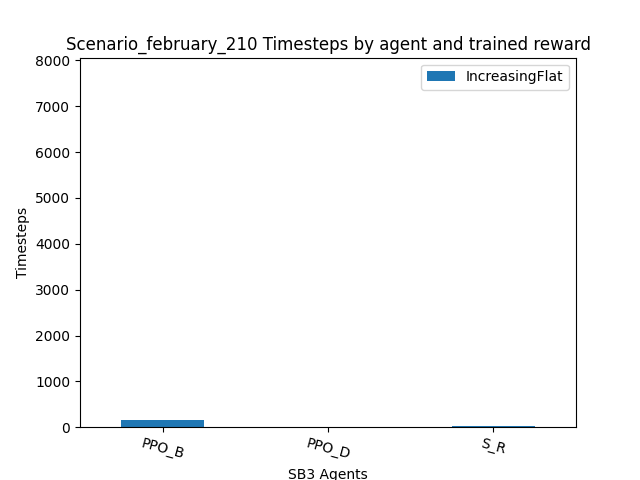 Scenario_february_210 Timesteps by agent and trained reward
IncreasingFlat
8000
7000
6000
5000
4000
3000
2000
1000
0
Timesteps
PPO_B
PPO_D
S_R
SB3 Agents